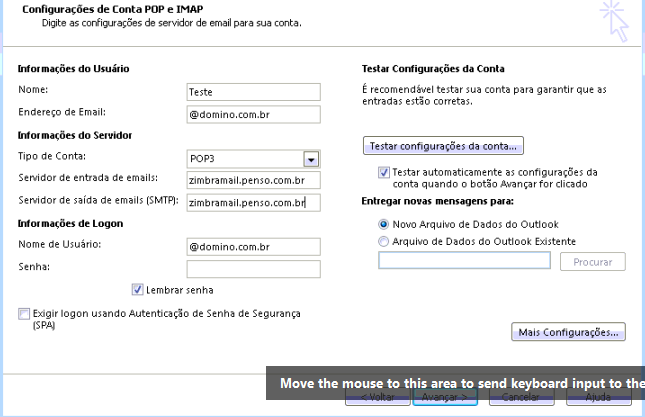 Configurações de Conta POP e IMAP
Digite as configurações de servidor de email para sua conta.
Informações do Usuário
Nome: Teste
Endereço de Email: @domino.com.br
Informações do Servidor
Tipo de Conta: POP3
Servidor de entrada de emails: zimbramail.penso.com.br
Servidor de saída de emails (SMTP): zimbramail.penso.com.br
Informações de Logon
Nome de Usuário: @domino.com.br
Senha:
Lembrar senha
Exigir logon usando Autenticação de Senha de Segurança
(SPA)
Testar Configurações da Conta
É recomendável testar sua conta para garantir que as
entradas estão corretas.
Testar configurações da conta...
Testar automaticamente as configurações da
conta quando o botão Avançar for clicado
Entregar novas mensagens para:
Novo Arquivo de Dados do Outlook
Arquivo de Dados do Outlook Existente
Procurar
Mais Configurações...
Move the mouse to this area to send keyboard input to the
< Voltar Avançar > Cancelar Ajuda